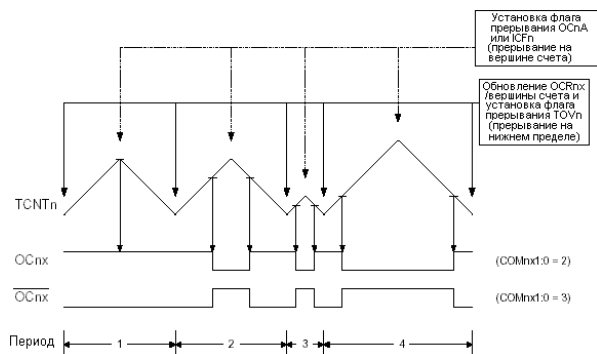 Установка флага
прерывания OCnA
или ICFn
(прерывание на
вершине счета)
Обновление OCRnx
/вершины счета и
установка флага
прерывания TOVn
(прерывание на
нижнем пределе)
TCNTn
OCnx
(COMnx1:0 = 2)
OCnx
(COMnx1:0 = 3)
Период
1
2
3
4